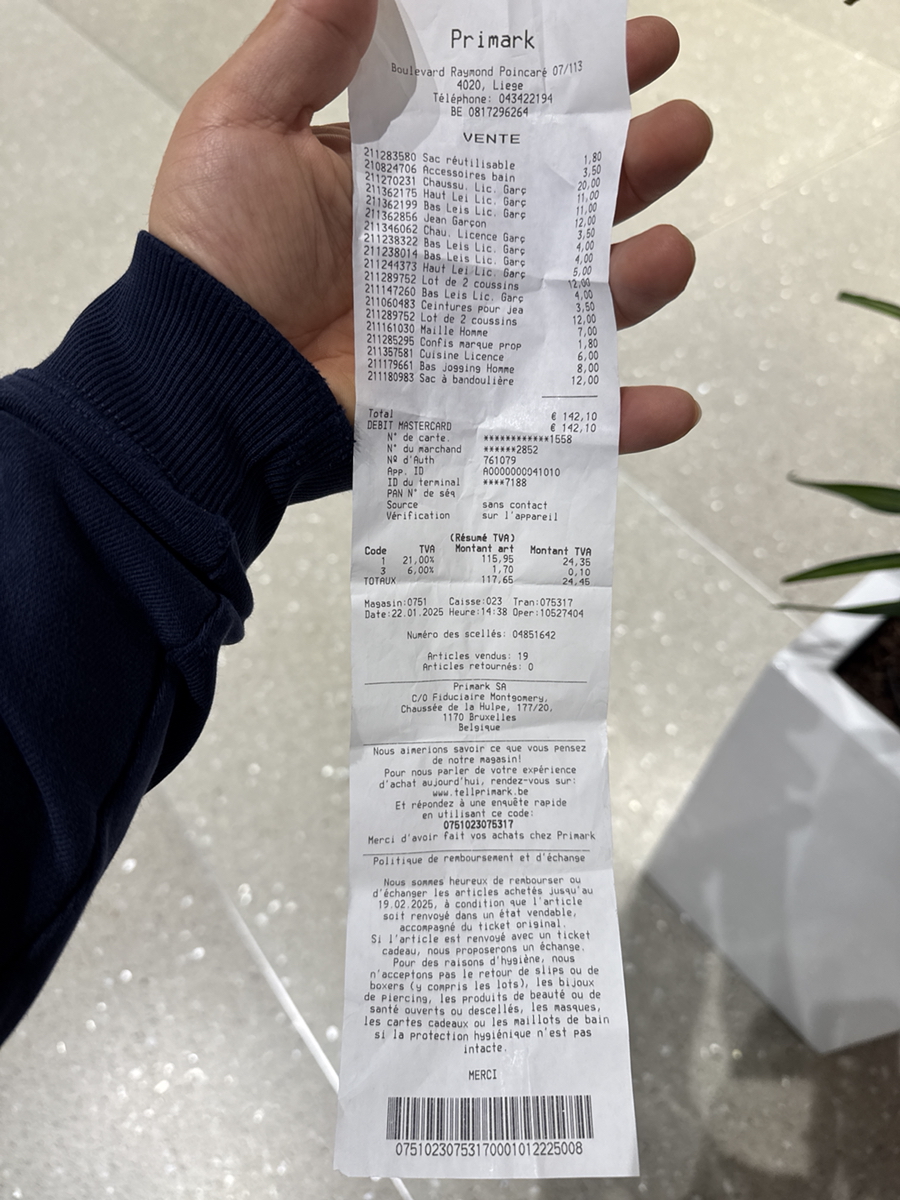 Primark
Boulevard Raymond Poincaré 07/113
4020, Liege
Téléphone: 043422194
BE 0817296264
VENTE
211283580 Sac réutilisable 1,80
210824706 Accessoires bain 3,50
211270231 Chaussu. Lic. Garç 20,00
211362175 Haut Lei Lic. Garç 11,00
211362199 Bas Leis Lic. Garç 11,00
211362856 Jean Garçon 12,00
211346062 Chau. Licence Garç 3,50
211238322 Bas Leis Lic. Garç 4,00
211238014 Bas Leis Lic. Garç 4,00
211244373 Haut Lei Lic. Garç 5,00
211289752 Lot de 2 coussins 12,00
211147260 Bas Leis Lic. Garç 4,00
211060483 Ceintures pour Jea 3,50
211289752 Lot de 2 coussins 12,00
211161030 Maille Homme 7,00
211285295 Confis marque prop 1,80
211357581 Cuisine Licence 6,00
211179661 Bas Jogging Homme 8,00
211180983 Sac à bandoulière 12,00
Total € 142,10
DEBIT MASTERCARD € 142,10
N° de carte. ************1558
N° du marchand ******2852
Nº d'Auth 761079
App. ID A0000000041010
ID du terminal ****7188
PAN N° de séq
Source sans contact
Vérification sur l'appareil
(Résumé TVA)
Code TVA Montant art Montant TVA
1 21,00% 115,95 24,35
3 6,00% 1,70 0,10
TOTAUX 117,65 24,45
Magasin:0751 Caisse:023 Tran:075317
Date:22.01.2025 Heure:14:38 Oper:10527404
Numéro des scellés: 04851642
Articles vendus: 19
Articles retournés: 0
Primark SA
C/O Fiduciaire Montgomery,
Chaussée de la Hulpe, 177/20,
1170 Bruxelles
Belgique
Nous aimerions savoir ce que vous pensez
de notre magasin!
Pour nous parler de votre expérience
d'achat aujourd'hui, rendez-vous sur:
www.tellprimark.be
Et répondez à une enquête rapide
en utilisant ce code:
0751023075317
Merci d'avoir fait vos achats chez Primark
Politique de remboursement et d'échange
Nous sommes heureux de rembourser ou
d'échanger les articles achetés jusqu'au
19.02.2025, à condition que l'article
soit renvoyé dans un état vendable,
accompagné du ticket original.
Si l'article est renvoyé avec un ticket
cadeau, nous proposerons un échange.
Pour des raisons d'hygiène, nous
n'acceptons pas le retour de slips ou de
boxers (y compris les lots), les bijoux
de piercing, les produits de beauté ou de
santé ouverts ou descellés, les masques,
les cartes cadeaux ou les maillots de bain
si la protection hygiénique n'est pas
intacte.
MERCI
07510230753170001012225008